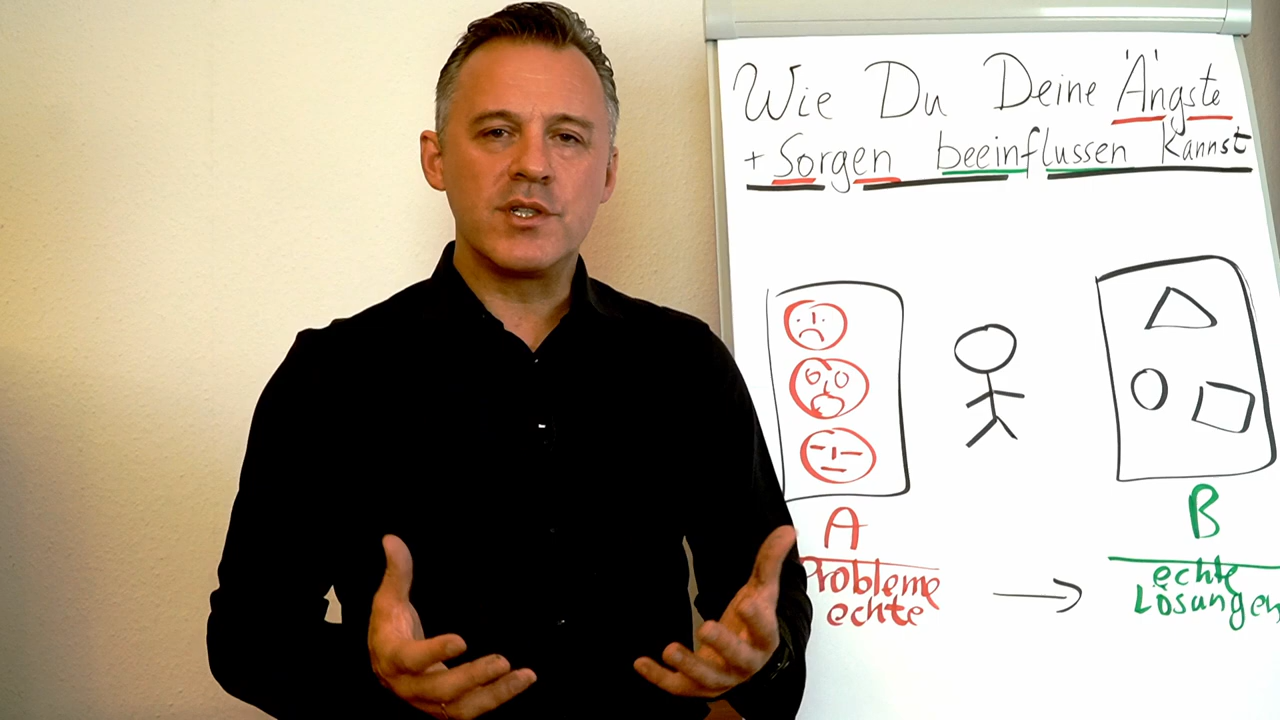 Wie Du Deine Ängste
+ Sorgen beeinflussen kannst
A
Probleme
echte
B
echte
Lösungen